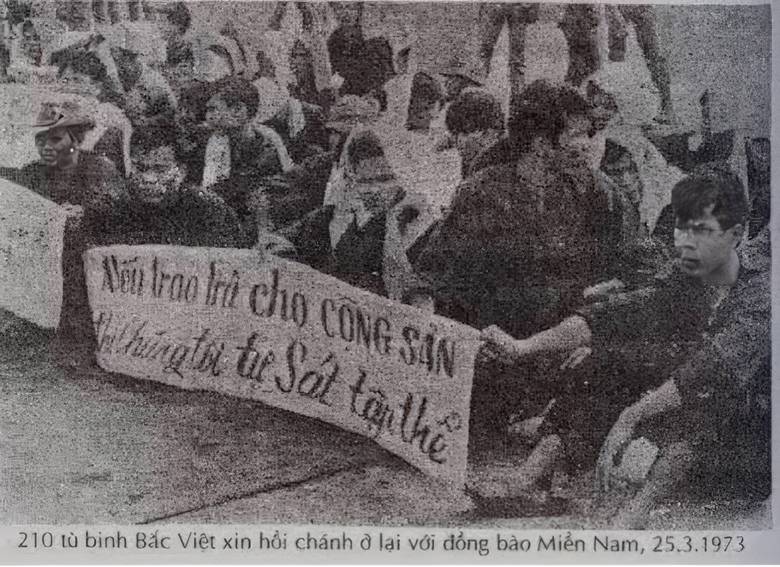 Nếu trao trả cho CỘNG SẢN
thì chúng tôi tự Sát tập thể
210 tù binh Bắc Việt xin hồi chánh ở lại với đồng bào Miền Nam, 25.3.1973